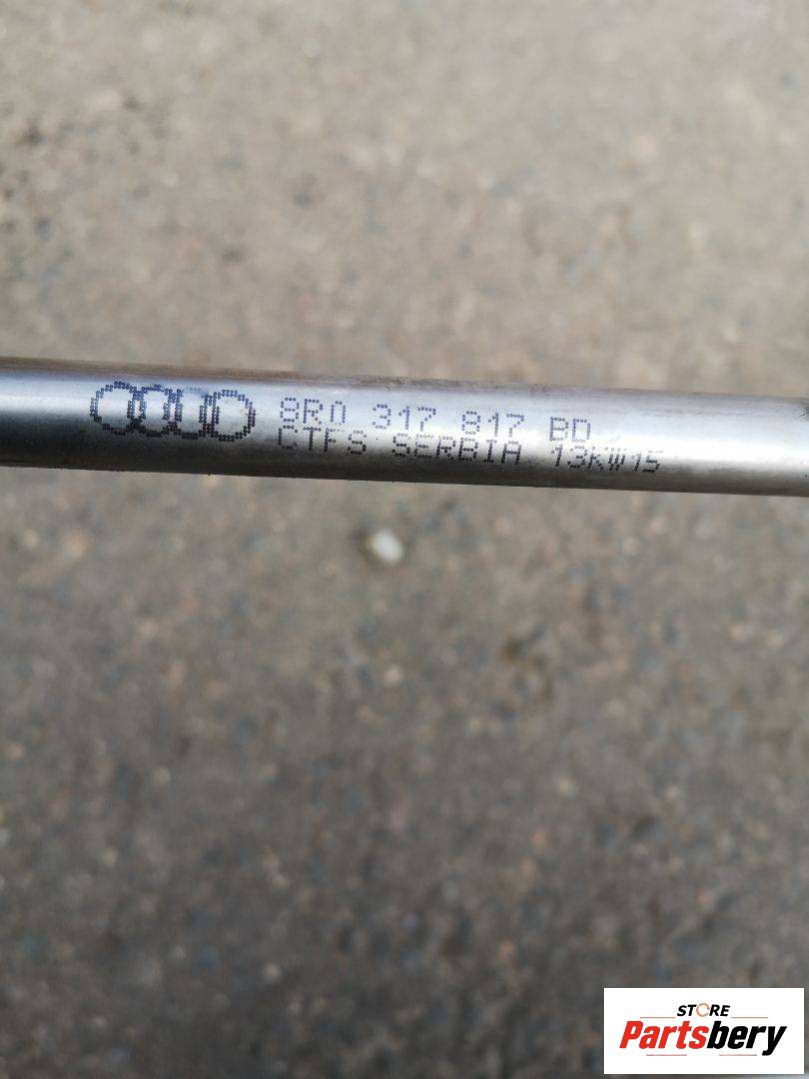 8R0 317 817 BD
CTFS SERBIA 13KW15
STORE
Partsbery